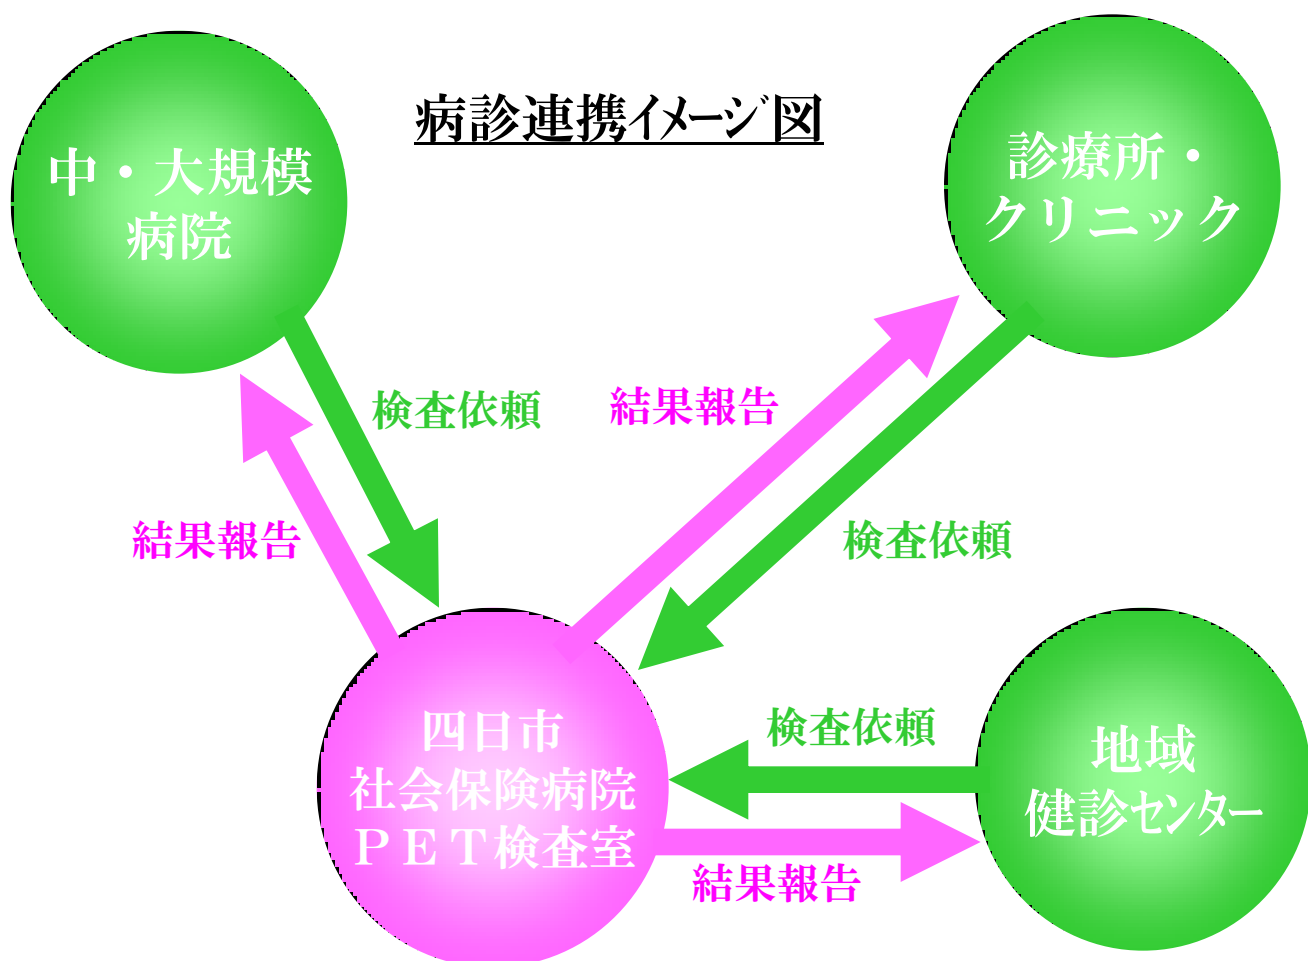 病診連携ｲﾒｰｼﾞ図
中・大規模
病院
診療所・
クリニック
検査依頼
結果報告
結果報告
検査依頼
四日市
社会保険病院
ＰＥＴ検査室
検査依頼
結果報告
地域
健診ｾﾝﾀｰ